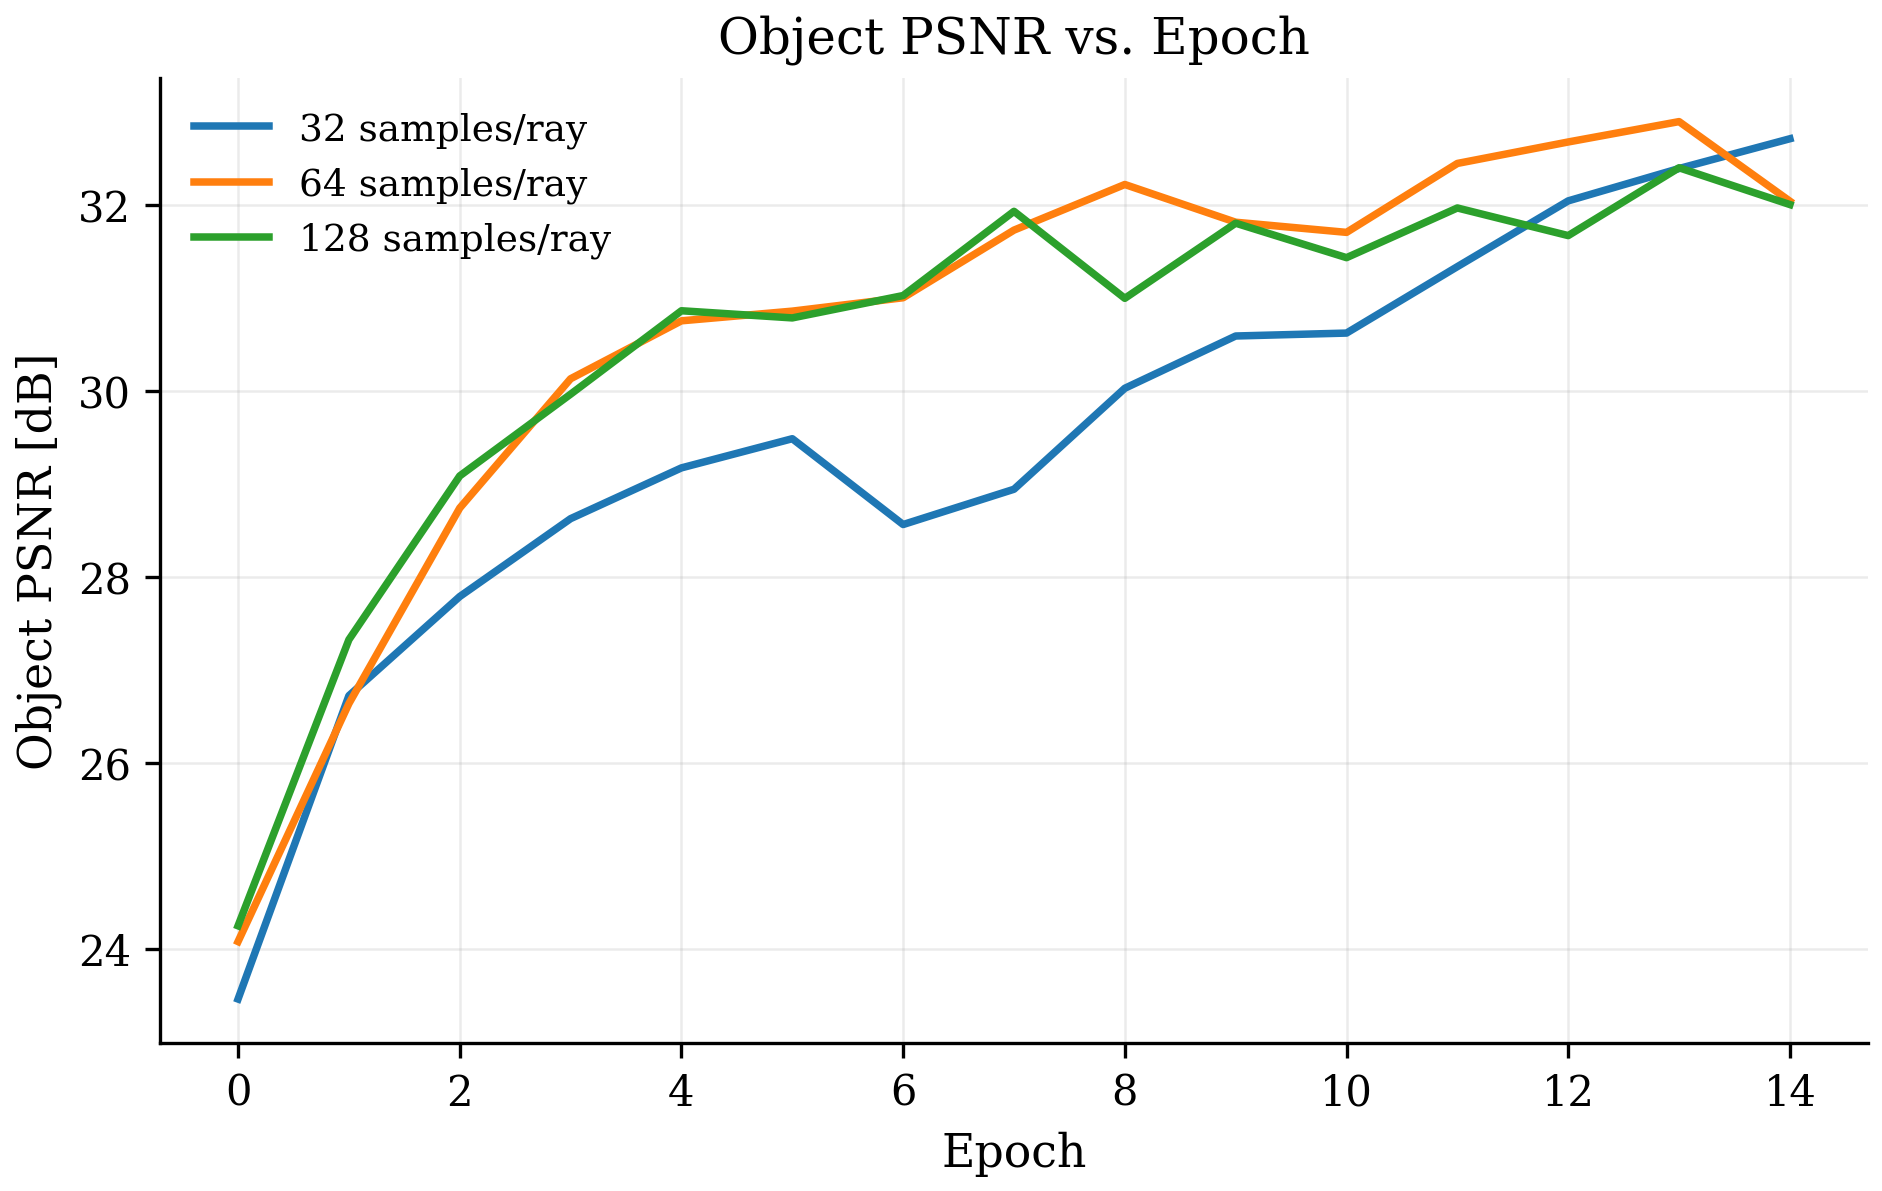 Object PSNR vs. Epoch
32 samples/ray
64 samples/ray
128 samples/ray
Object PSNR [dB]
32
30
28
26
24
0 2 4 6 8 10 12 14
Epoch